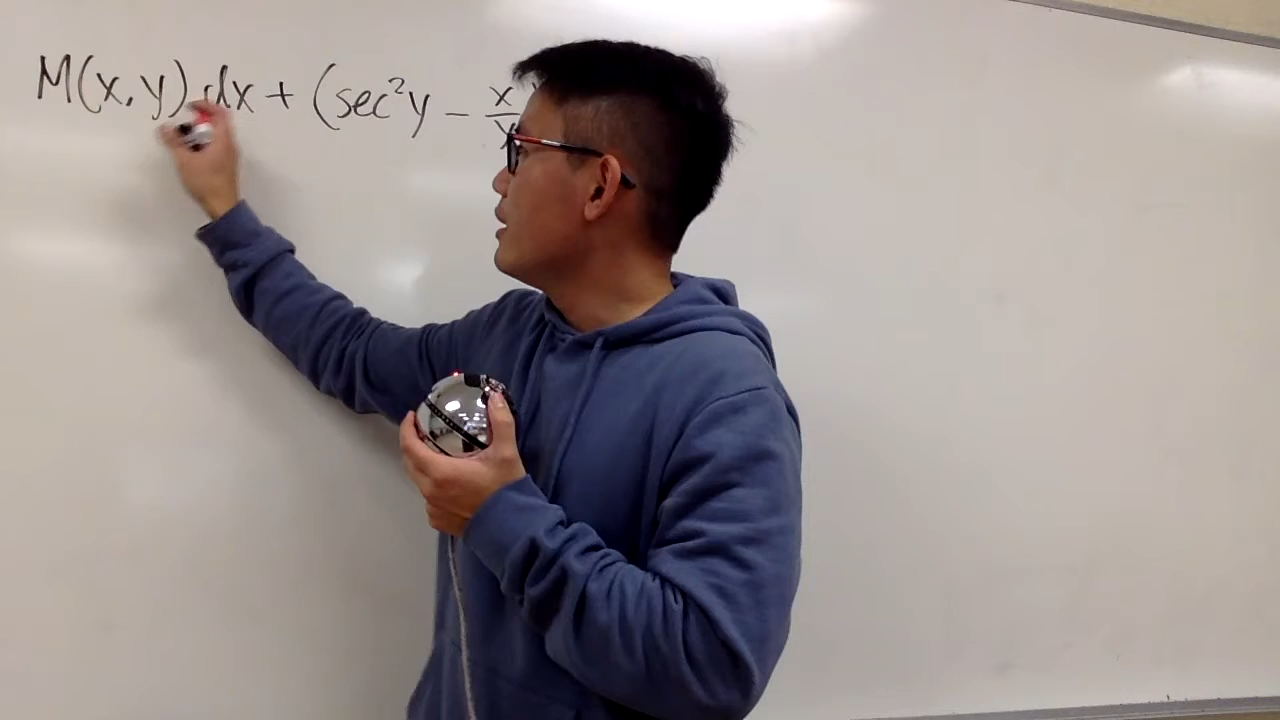 M(x,y) dx + (sec²y - x/y